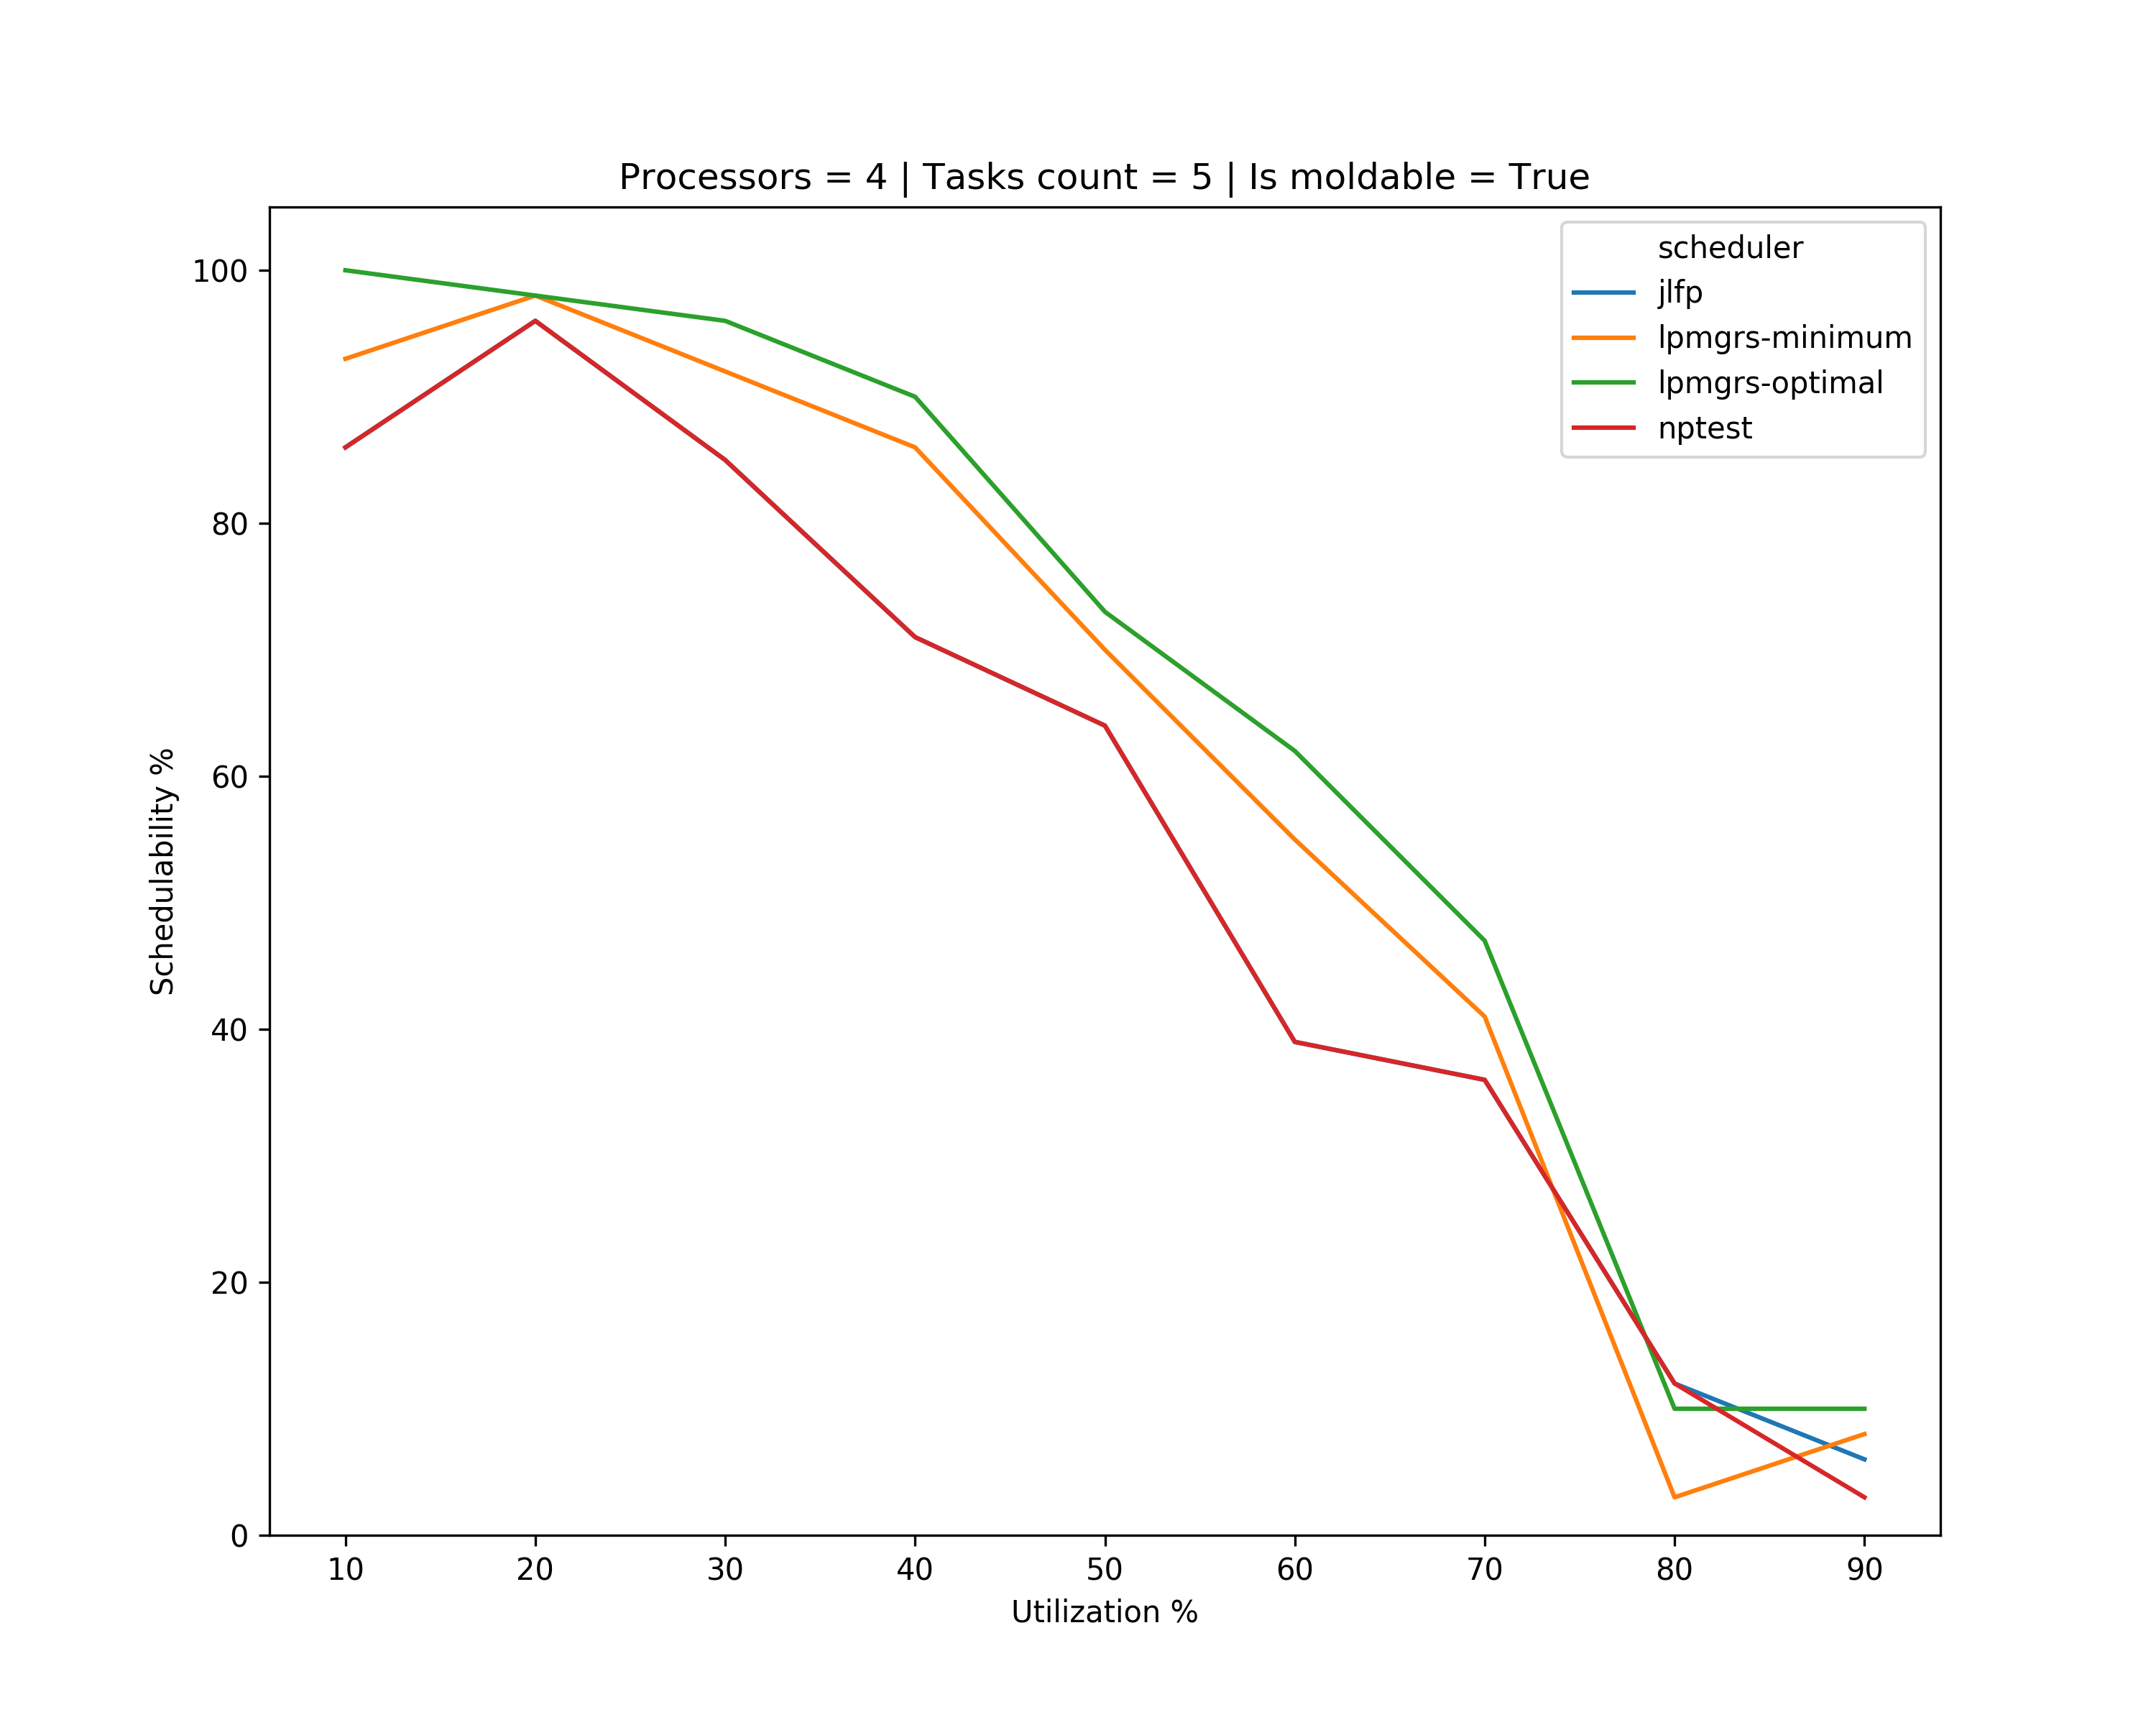 Processors = 4 | Tasks count = 5 | Is moldable = True
scheduler
jlfp
lpmgrs-minimum
lpmgrs-optimal
nptest
Schedulability %
100
80
60
40
20
0
10 20 30 40 50 60 70 80 90
Utilization %